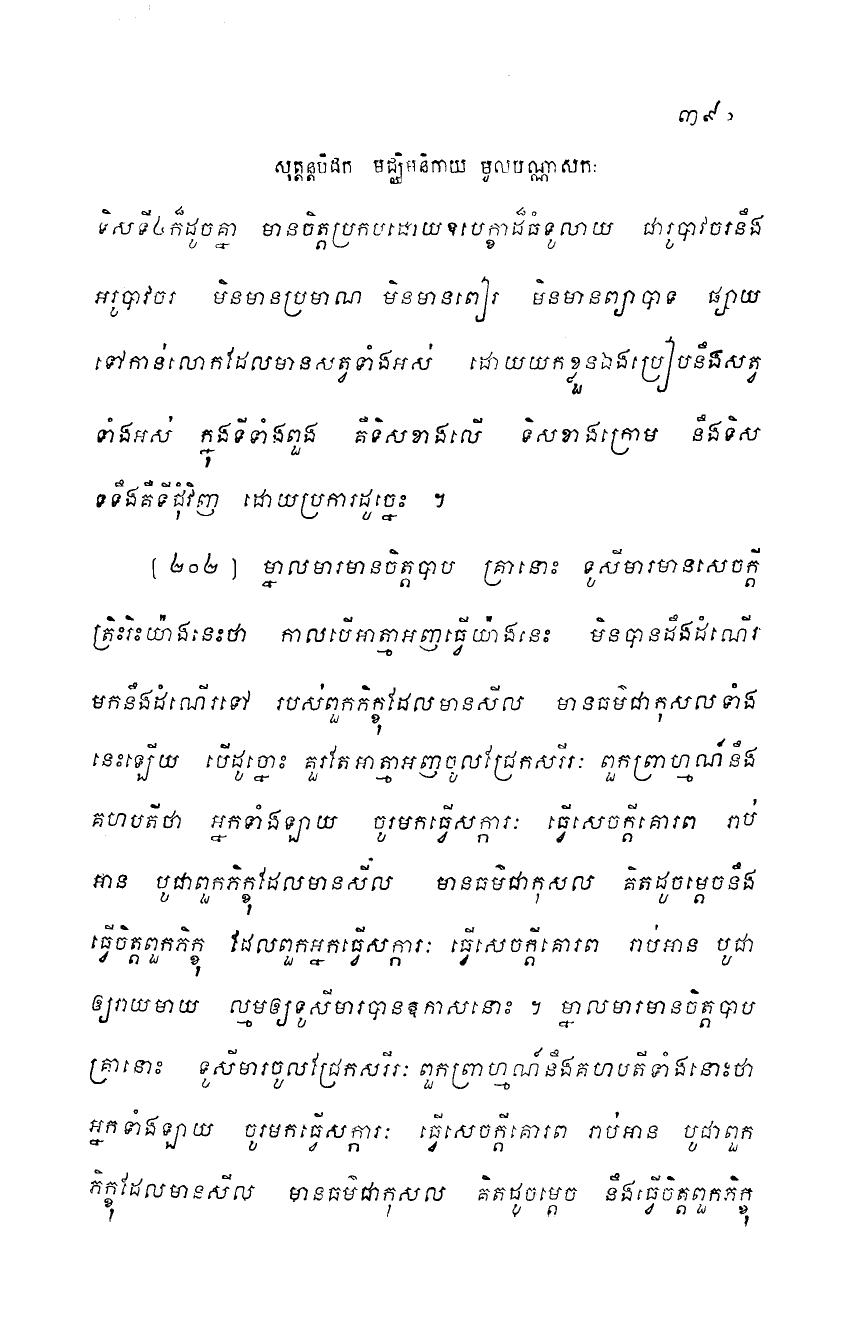 ៣៩១
សុត្តន្តបិដក មជ្ឈិមនិកាយ មូលបណ្ណាសកៈ
ទិសទី៤ក៏ដូចគ្នា មានចិត្តប្រកបដោយឧបេក្ខាដ៏ធំទូលាយ ជារូបាវចរនឹង
អរូបាវចរ មិនមានប្រមាណ មិនមានពៀរ មិនមានព្យាបាទ ផ្សាយ
ទៅកាន់លោកដែលមានសត្វទាំងអស់ ដោយយកខ្លួនឯងប្រៀបនឹងសត្វ
ទាំងអស់ ក្នុងទីទាំងពួង គឺទិសខាងលើ ទិសខាងក្រោម នឹងទិស
ទទឹងគឺទីជុំវិញ ដោយប្រការដូច្នេះ ។
[ ២០២ ] ម្នាលមារមានចិត្តបាប គ្រានោះ ទូសីមារមានសេចក្តី
ត្រិះរិះយ៉ាងនេះថា កាលបើអាត្មាអញធ្វើយ៉ាងនេះ មិនបានដឹងដំណើរ
មកនឹងដំណើរទៅ របស់ពួកភិក្ខុដែលមានសីល មានធម៌ជាកុសលទាំង
នេះឡើយ បើដូច្នោះ គួរតែអាត្មាអញចូលជ្រែកសរីរៈ ពួកព្រាហ្មណ៍នឹង
គហបតីថា អ្នកទាំងឡាយ ចូរមកធ្វើសក្ការៈ ធ្វើសេចក្តីគោរព រាប់
អាន បូជាពួកភិក្ខុដែលមានសីល មានធម៌ជាកុសល គិតដូចម្តេចនឹង
ធ្វើចិត្តពួកភិក្ខុ ដែលពួកអ្នកធ្វើសក្ការៈ ធ្វើសេចក្តីគោរព រាប់អាន បូជា
ឲ្យរាយមាយ ល្មមឲ្យទូសីមារបានឱកាសនោះ ។ ម្នាលមារមានចិត្តបាប
គ្រានោះ ទូសីមារចូលជ្រែកសរីរៈ ពួកព្រាហ្មណ៍នឹងគហបតីទាំងនោះថា
អ្នកទាំងឡាយ ចូរមកធ្វើសក្ការៈ ធ្វើសេចក្តីគោរព រាប់អាន បូជាពួក
ភិក្ខុដែលមានសីល មានធម៌ជាកុសល គិតដូចម្តេច នឹងធ្វើចិត្តពួកភិក្ខុ